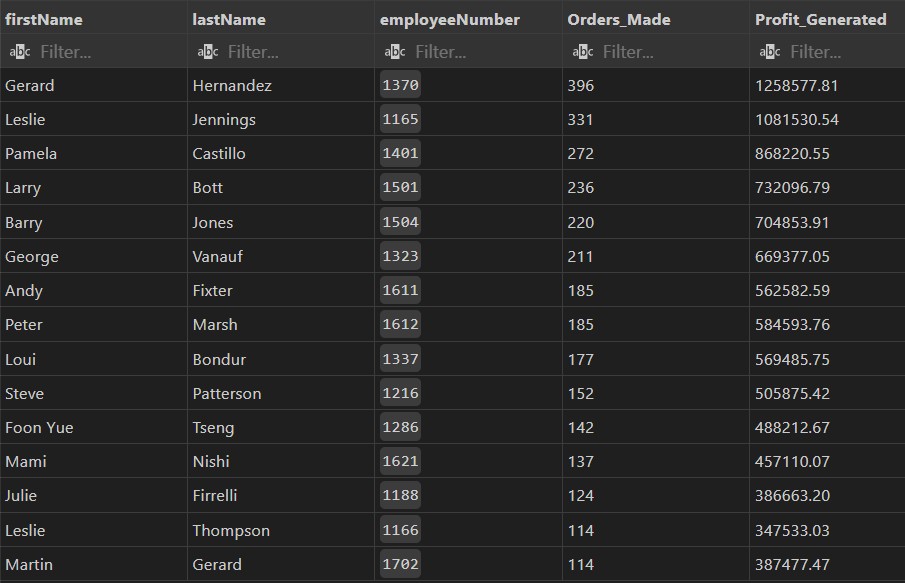 firstName lastName employeeNumber Orders_Made Profit_Generated
abc Filter... abc Filter... abc Filter... abc Filter... abc Filter...
Gerard Hernandez 1370 396 1258577.81
Leslie Jennings 1165 331 1081530.54
Pamela Castillo 1401 272 868220.55
Larry Bott 1501 236 732096.79
Barry Jones 1504 220 704853.91
George Vanauf 1323 211 669377.05
Andy Fixter 1611 185 562582.59
Peter Marsh 1612 185 584593.76
Loui Bondur 1337 177 569485.75
Steve Patterson 1216 152 505875.42
Foon Yue Tseng 1286 142 488212.67
Mami Nishi 1621 137 457110.07
Julie Firrelli 1188 124 386663.20
Leslie Thompson 1166 114 347533.03
Martin Gerard 1702 114 387477.47